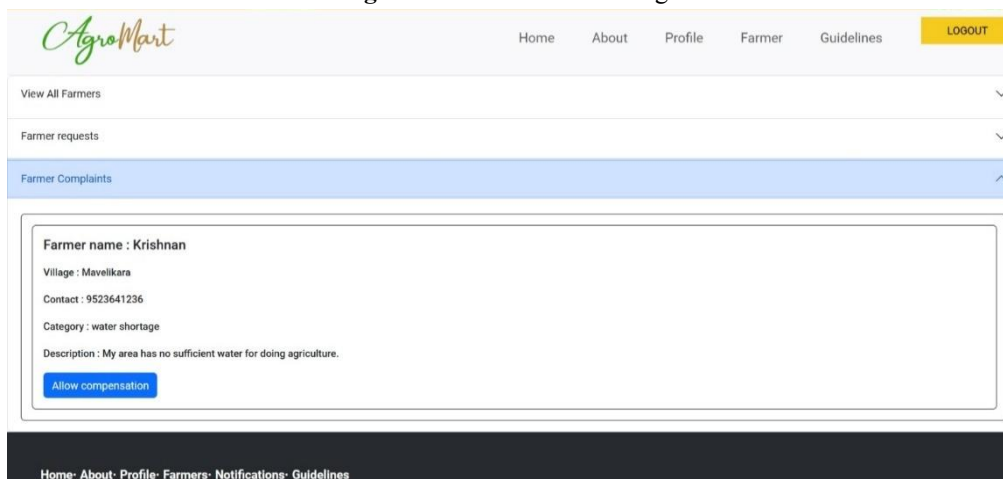 AgroMart
Home About Profile Farmer Guidelines LOGOUT
View All Farmers
Farmer requests
Farmer Complaints
Farmer name : Krishnan
Village : Mavelikara
Contact : 9523641236
Category : water shortage
Description : My area has no sufficient water for doing agriculture.
Allow compensation
Home· About· Profile· Farmers· Notifications· Guidelines